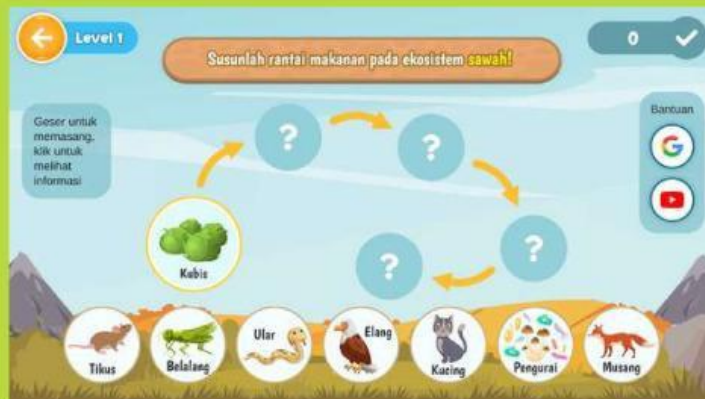 Level 1
0
Susunlah rantai makanan pada ekosistem sawah!
Geser untuk
memasang,
klik untuk
melihat
informasi
Bantuan
G
?
?
?
?
Kubis
Tikus
Belalang
Ular
Elang
Kucing
Pengurai
Musang